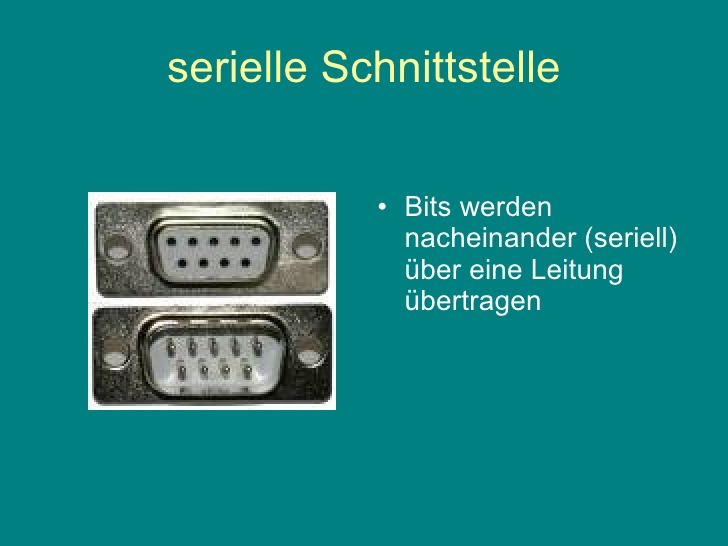 serielle Schnittstelle
• Bits werden
nacheinander (seriell)
über eine Leitung
übertragen